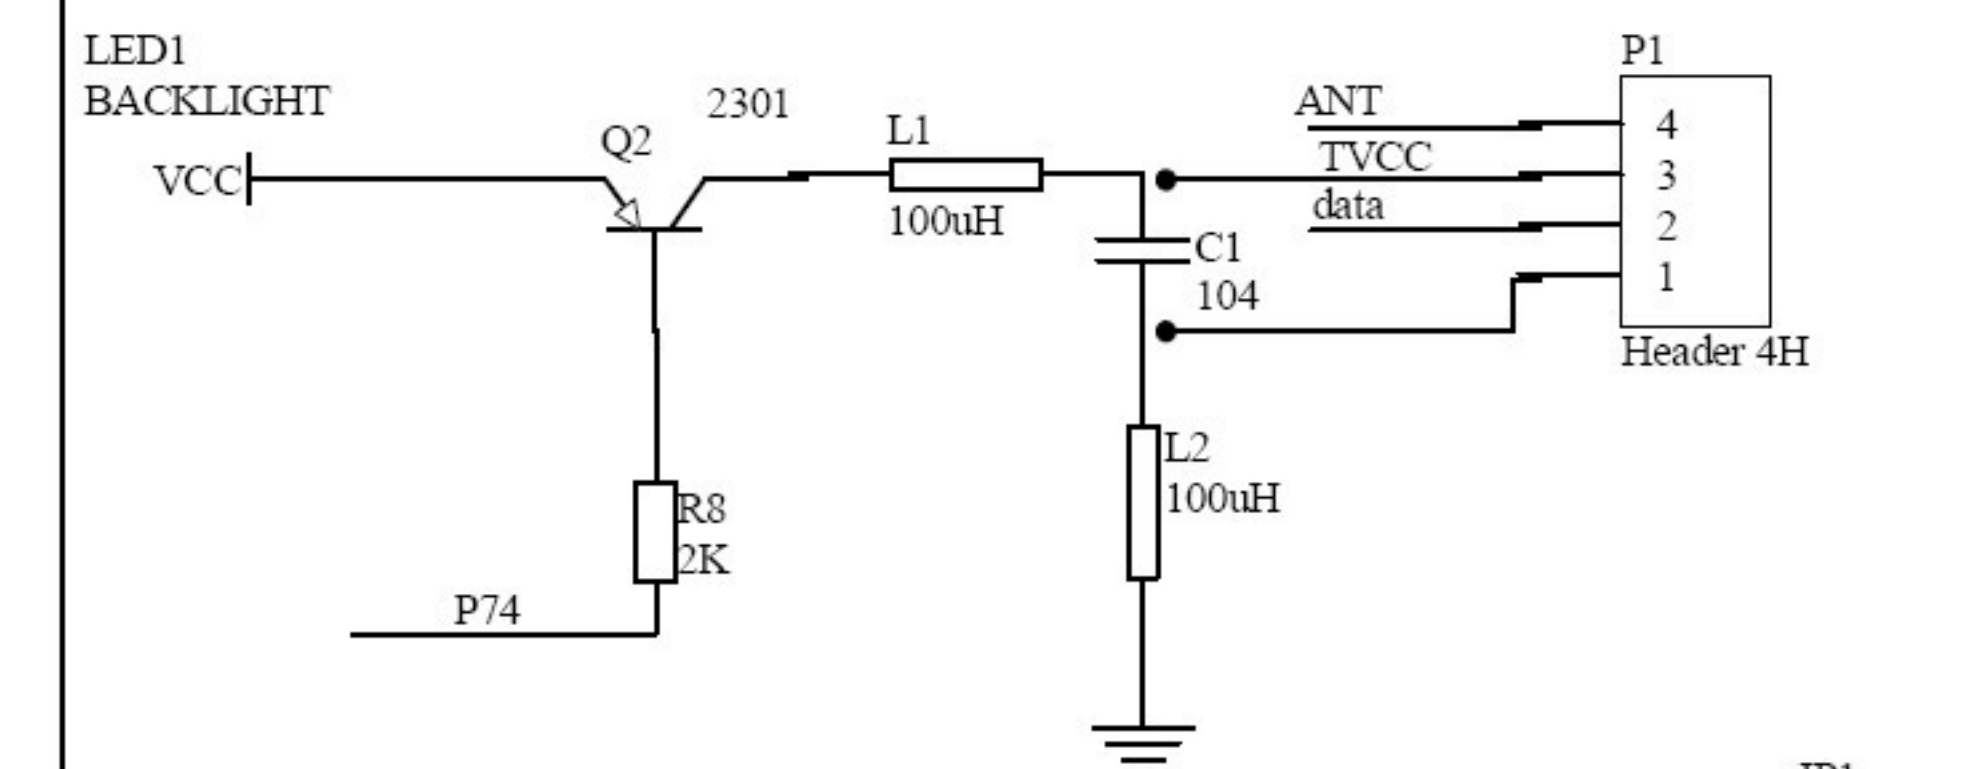 LED1
BACKLIGHT
VCC
Q2
2301
L1
100uH
C1
104
L2
100uH
R8
2K
P74
ANT
TVCC
data
P1
4
3
2
1
Header 4H